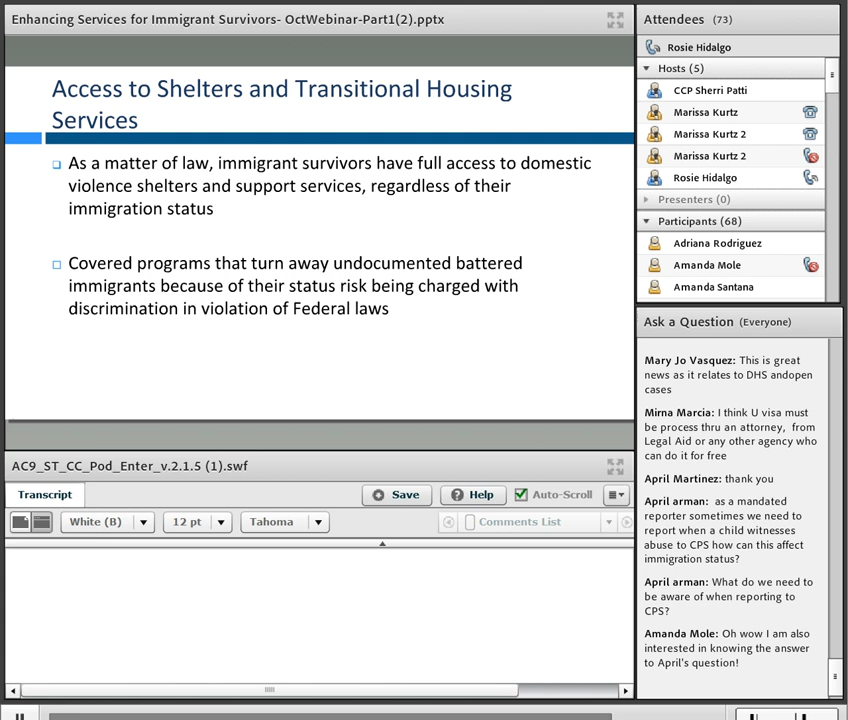 Enhancing Services for Immigrant Survivors- OctWebinar-Part1(2).pptx
Access to Shelters and Transitional Housing
Services
As a matter of law, immigrant survivors have full access to domestic
violence shelters and support services, regardless of their
immigration status
Covered programs that turn away undocumented battered
immigrants because of their status risk being charged with
discrimination in violation of Federal laws
AC9_ST_CC_Pod_Enter_v.2.1.5 (1).swf
Transcript
Save
Help
Auto-Scroll
White (B)
12 pt
Tahoma
Comments List
Attendees (73)
Rosie Hidalgo
Hosts (5)
CCP Sherri Patti
Marissa Kurtz
Marissa Kurtz 2
Marissa Kurtz 2
Rosie Hidalgo
Presenters (0)
Participants (68)
Adriana Rodriguez
Amanda Mole
Amanda Santana
Ask a Question (Everyone)
Mary Jo Vasquez: This is great
news as it relates to DHS andopen
cases
Mirna Marcia: I think U visa must
be process thru an attorney, from
Legal Aid or any other agency who
can do it for free
April Martinez: thank you
April arman: as a mandated
reporter sometimes we need to
report when a child witnesses
abuse to CPS how can this affect
immigration status?
April arman: What do we need to
be aware of when reporting to
CPS?
Amanda Mole: Oh wow I am also
interested in knowing the answer
to April's question!